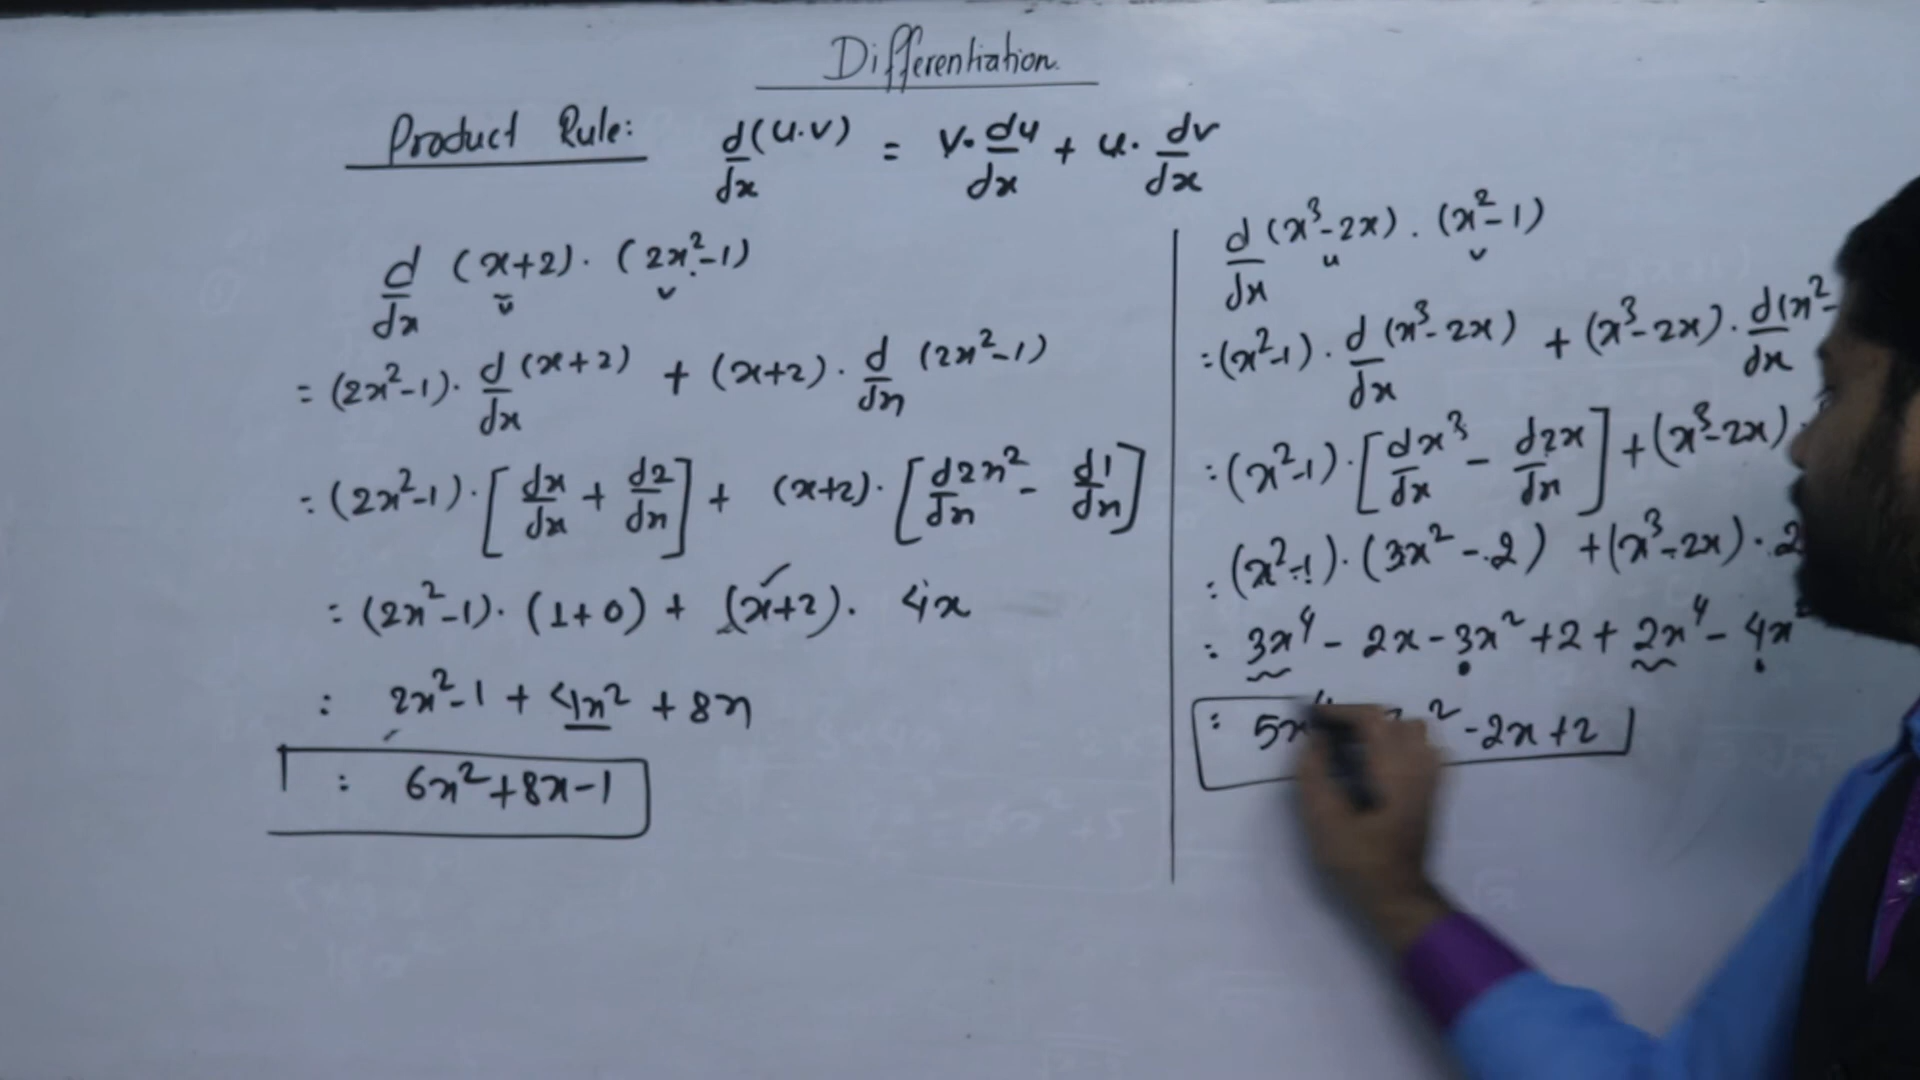 Differentiation.
Product Rule: d/dx (u.v) = v. du/dx + u. dv/dx
d/dx (x+2). (2x²-1)
u v
= (2x²-1). d/dx (x+2) + (x+2). d/dx (2x²-1)
= (2x²-1). [dx/dx + d2/dx] + (x+2). [d2x²/dx - d1/dx]
= (2x²-1). (1+0) + (x+2). 4x
= 2x²-1 + 4x² + 8x
= 6x²+8x-1
d/dx (x³-2x). (x²-1)
u v
= (x²-1). d/dx (x³-2x) + (x³-2x). d/dx (x²-
= (x²-1). [dx³/dx - d2x/dx] + (x³-2x).
= (x²-1). (3x²-2) + (x³-2x). 2
= 3x⁴ - 2x - 3x² + 2 + 2x⁴ - 4x²
= 5x⁴ ² -2x+2